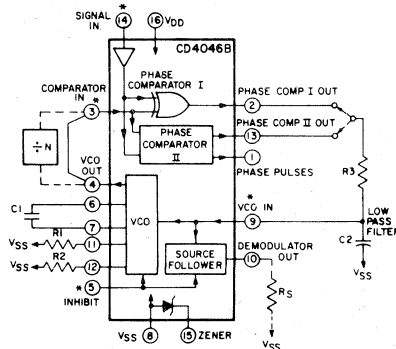 *
SIGNAL
IN.
14
16
VDD
CD4046B
PHASE
COMPARATOR I
COMPARATOR
IN
*
3
2
PHASE COMP I OUT
÷N
PHASE
COMPARATOR
II
13
PHASE COMP II OUT
1
PHASE PULSES
VCO
OUT
4
R3
6
C1
VCO
*
VCO IN
9
LOW
PASS
FILTER
7
C2
VSS
R1
11
SOURCE
FOLLOWER
DEMODULATOR
10
OUT
VSS
VSS
R2
12
* 5
INHIBIT
RS
VSS
8
15
ZENER
VSS